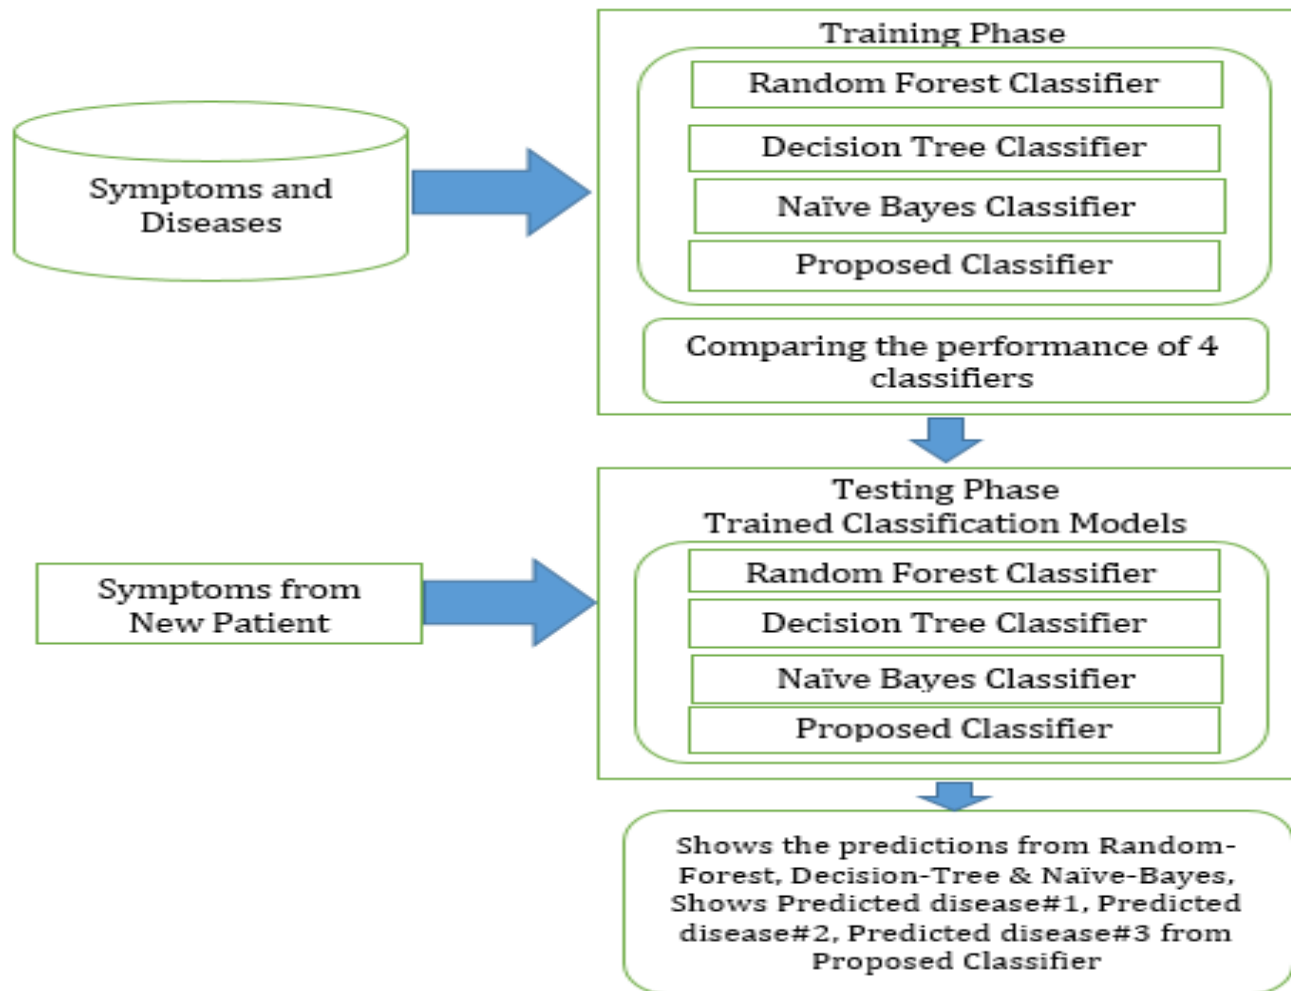 Symptoms and
Diseases
Training Phase
Random Forest Classifier
Decision Tree Classifier
Naïve Bayes Classifier
Proposed Classifier
Comparing the performance of 4
classifiers
Symptoms from
New Patient
Testing Phase
Trained Classification Models
Random Forest Classifier
Decision Tree Classifier
Naïve Bayes Classifier
Proposed Classifier
Shows the predictions from Random-
Forest, Decision-Tree & Naïve-Bayes,
Shows Predicted disease#1, Predicted
disease#2, Predicted disease#3 from
Proposed Classifier